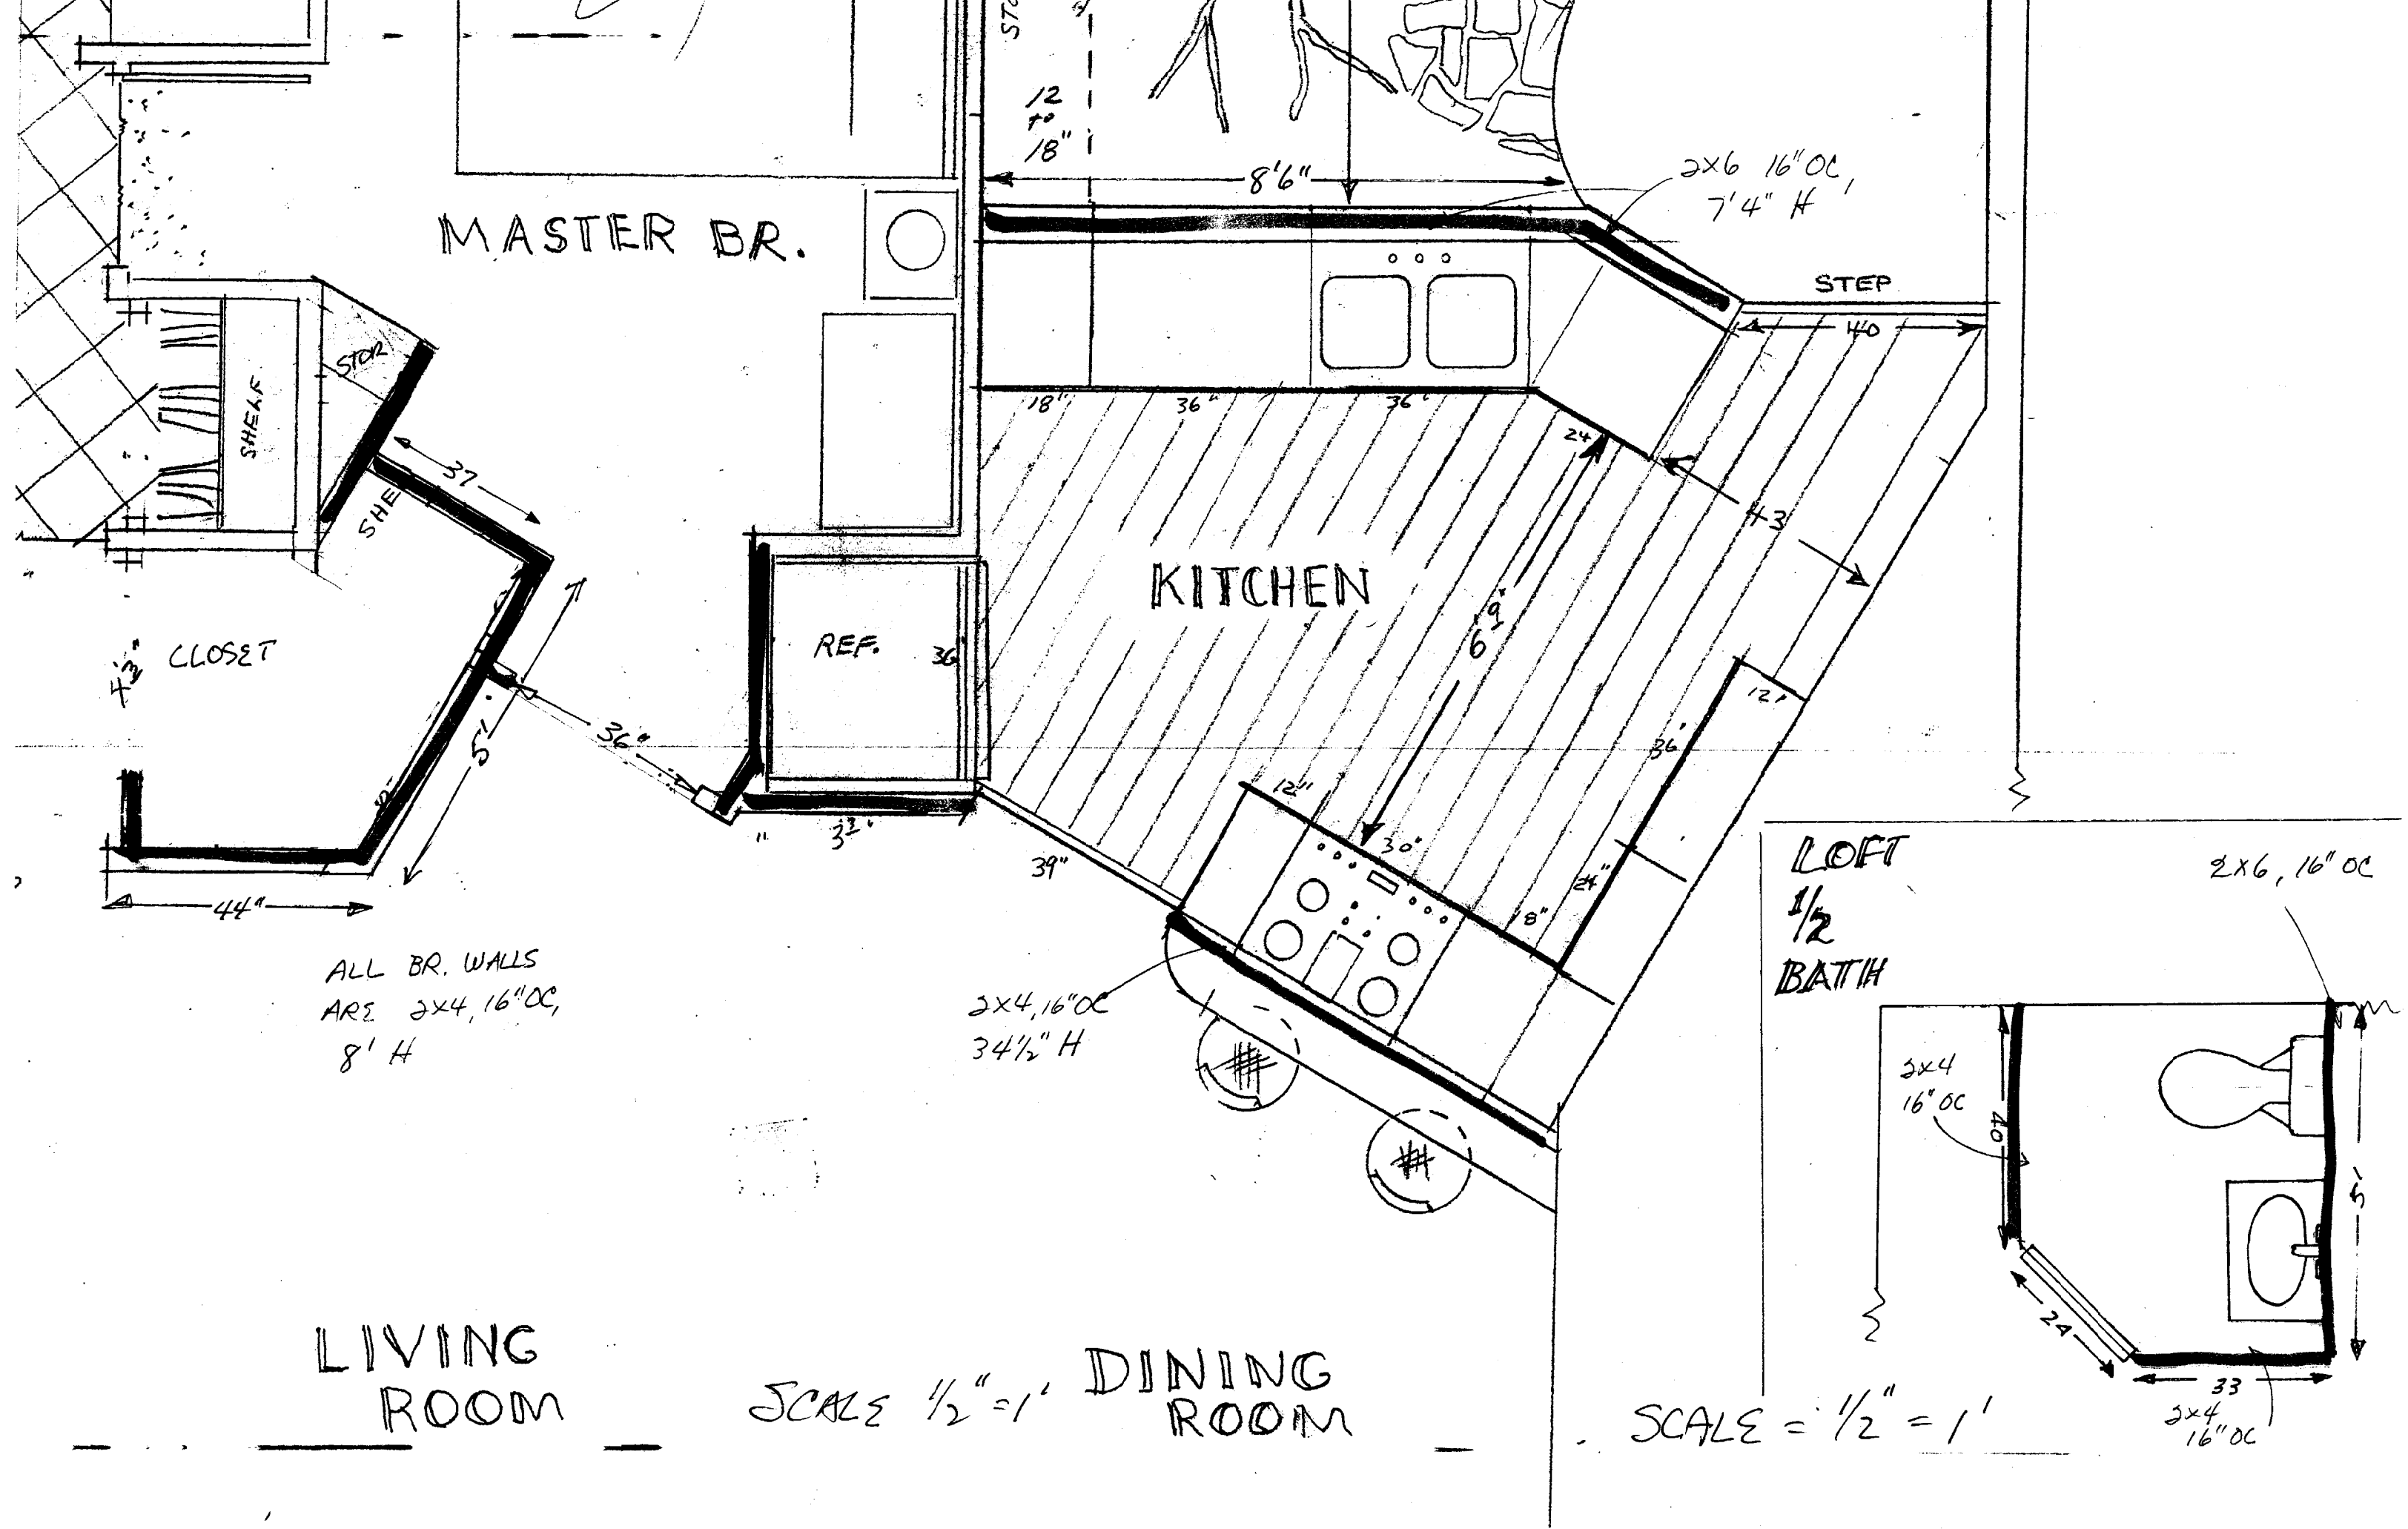 12
to
18"
8'6"
2X6 16" OC,
7'4" H
MASTER BR.
STEP
40
STOR
SHELF
18"
36"
36"
24
37
SHE
43
KITCHEN
6'9"
REF.
36
CLOSET
4'3"
12"
36"
36"
5'
12"
30"
39"
24"
18"
44"
LOFT
1/2
BATH
2X6, 16" OC
ALL BR. WALLS
ARE 2X4, 16" OC,
8' H
2X4, 16" OC
34 1/2" H
2X4
16" OC
40
5'
24
33
2X4
16" OC
LIVING
ROOM
SCALE 1/2" = 1'
DINING
ROOM
SCALE = 1/2" = 1'